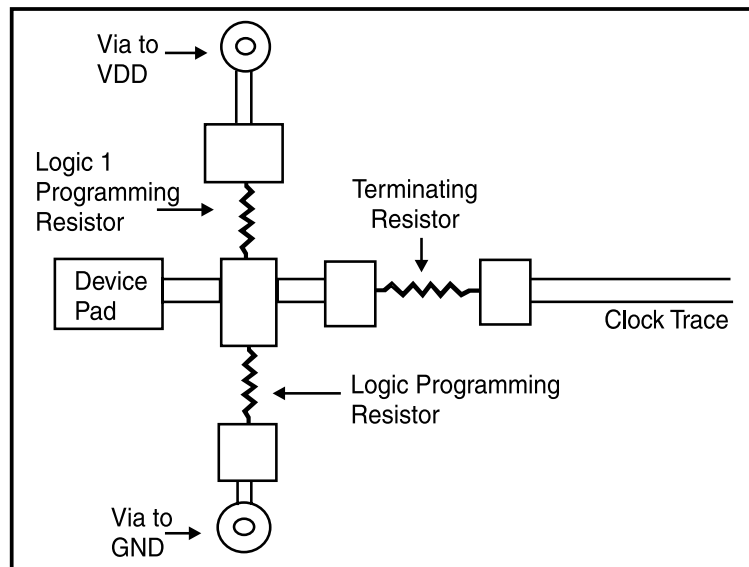 Via to
VDD
Logic 1
Programming
Resistor
Terminating
Resistor
Device
Pad
Clock Trace
Logic Programming
Resistor
Via to
GND